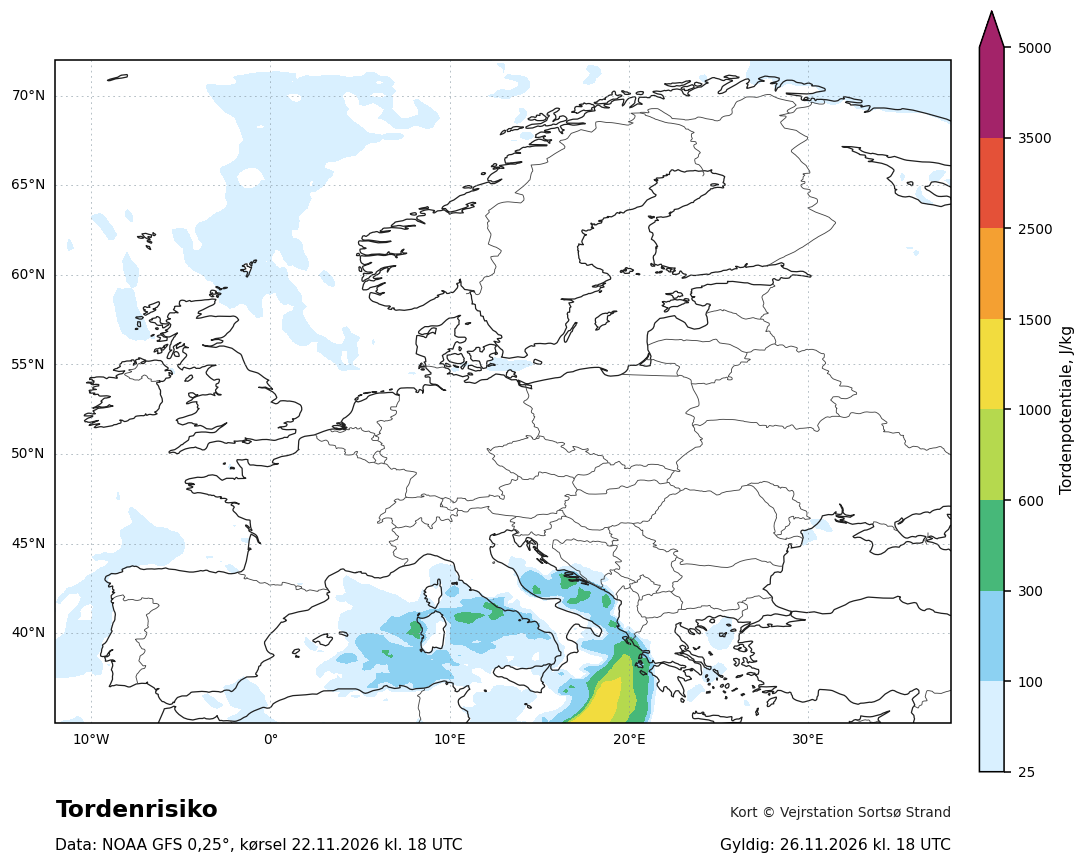 5000
3500
2500
1500
1000
600
300
100
25
Tordenpotentiale, J/kg
70°N
65°N
60°N
55°N
50°N
45°N
40°N
10°W
0°
10°E
20°E
30°E
Tordenrisiko
Kort © Vejrstation Sortsø Strand
Data: NOAA GFS 0,25°, kørsel 22.11.2026 kl. 18 UTC
Gyldig: 26.11.2026 kl. 18 UTC